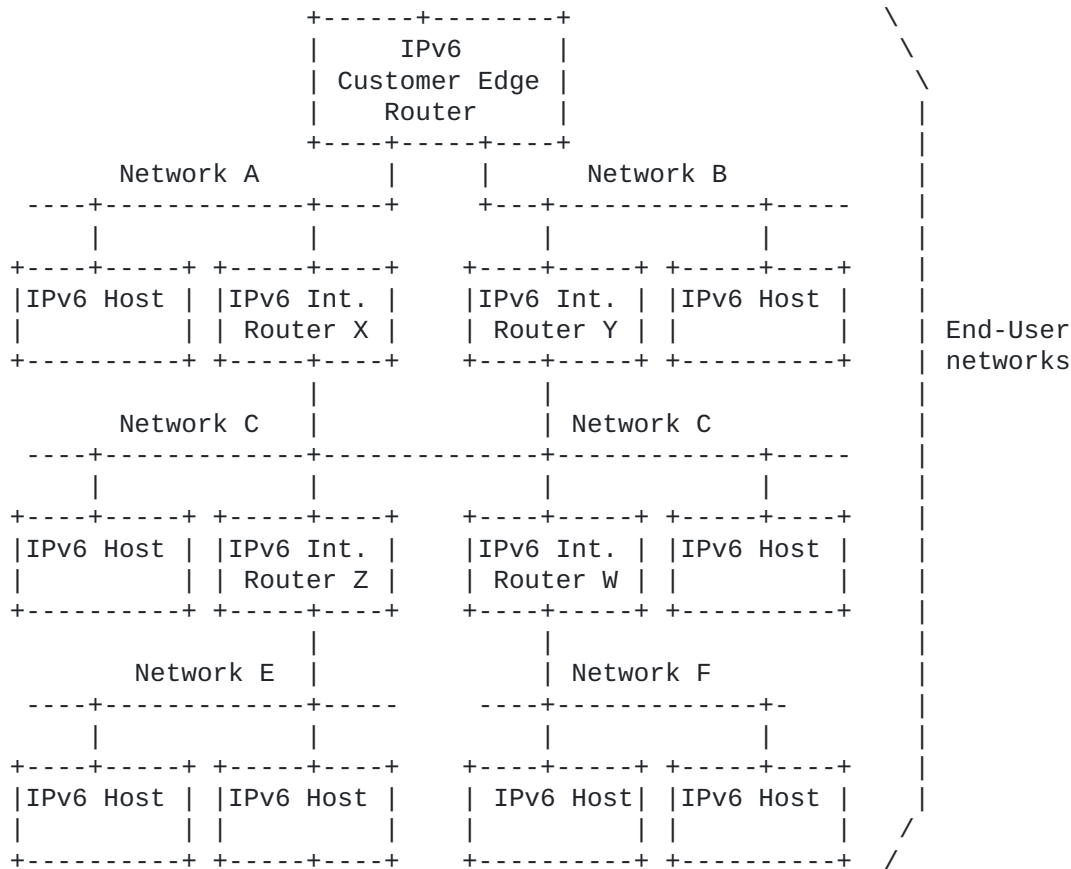 IPv6
Customer Edge
Router
Network A Network B
IPv6 Host IPv6 Int. IPv6 Int. IPv6 Host
Router X Router Y End-User
networks
Network C Network C
IPv6 Host IPv6 Int. IPv6 Int. IPv6 Host
Router Z Router W
Network E Network F
IPv6 Host IPv6 Host IPv6 Host IPv6 Host